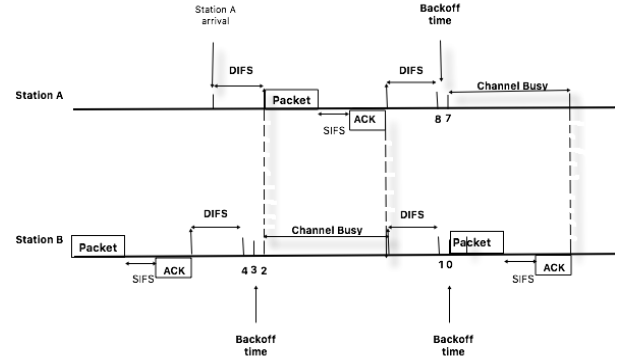 Station A
arrival
Backoff
time
DIFS
DIFS
Channel Busy
Station A
Packet
SIFS
ACK
8 7
DIFS
Channel Busy
DIFS
Station B
Packet
SIFS
ACK
4 3 2
1 0
Packet
SIFS
ACK
Backoff
time
Backoff
time